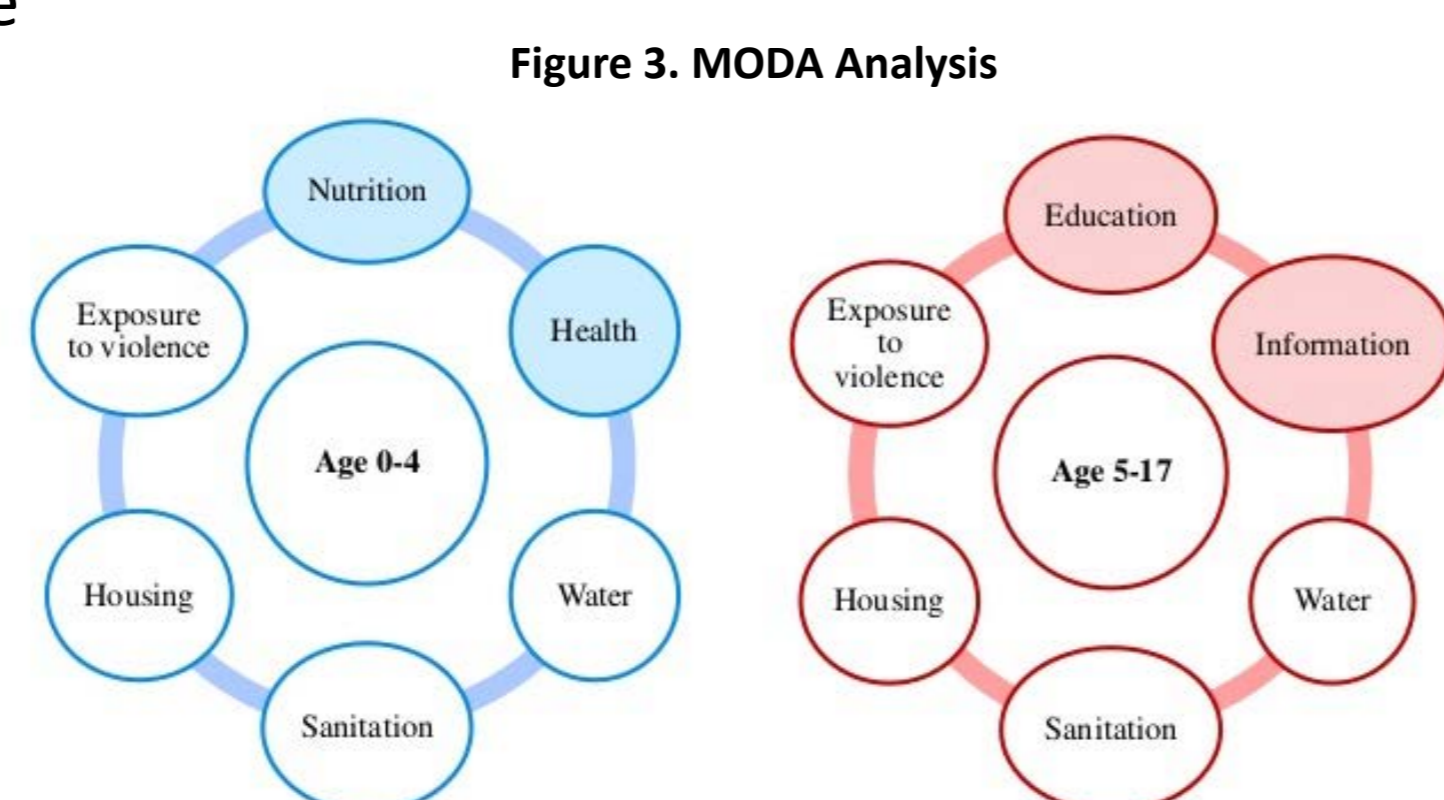 e
Figure 3. MODA Analysis
Nutrition
Health
Water
Sanitation
Housing
Exposure
to violence
Age 0-4
Education
Information
Water
Sanitation
Housing
Exposure
to
violence
Age 5-17